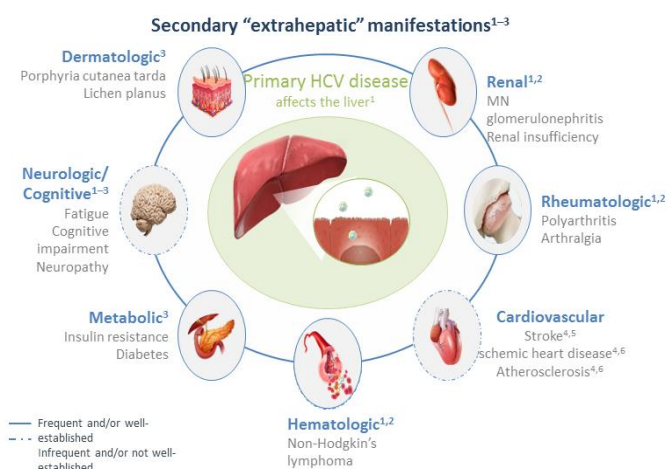 Secondary “extrahepatic” manifestations¹⁻³
Dermatologic³
Porphyria cutanea tarda
Lichen planus
Primary HCV disease
affects the liver¹
Renal¹,²
MN
glomerulonephritis
Renal insufficiency
Neurologic/
Cognitive¹⁻³
Fatigue
Cognitive
impairment
Neuropathy
Rheumatologic¹,²
Polyarthritis
Arthralgia
Metabolic³
Insulin resistance
Diabetes
Cardiovascular
Stroke⁴,⁵
schemic heart disease⁴,⁶
Atherosclerosis⁴,⁶
Hematologic¹,²
Non-Hodgkin’s
lymphoma
Frequent and/or well-
established
Infrequent and/or not well-
established